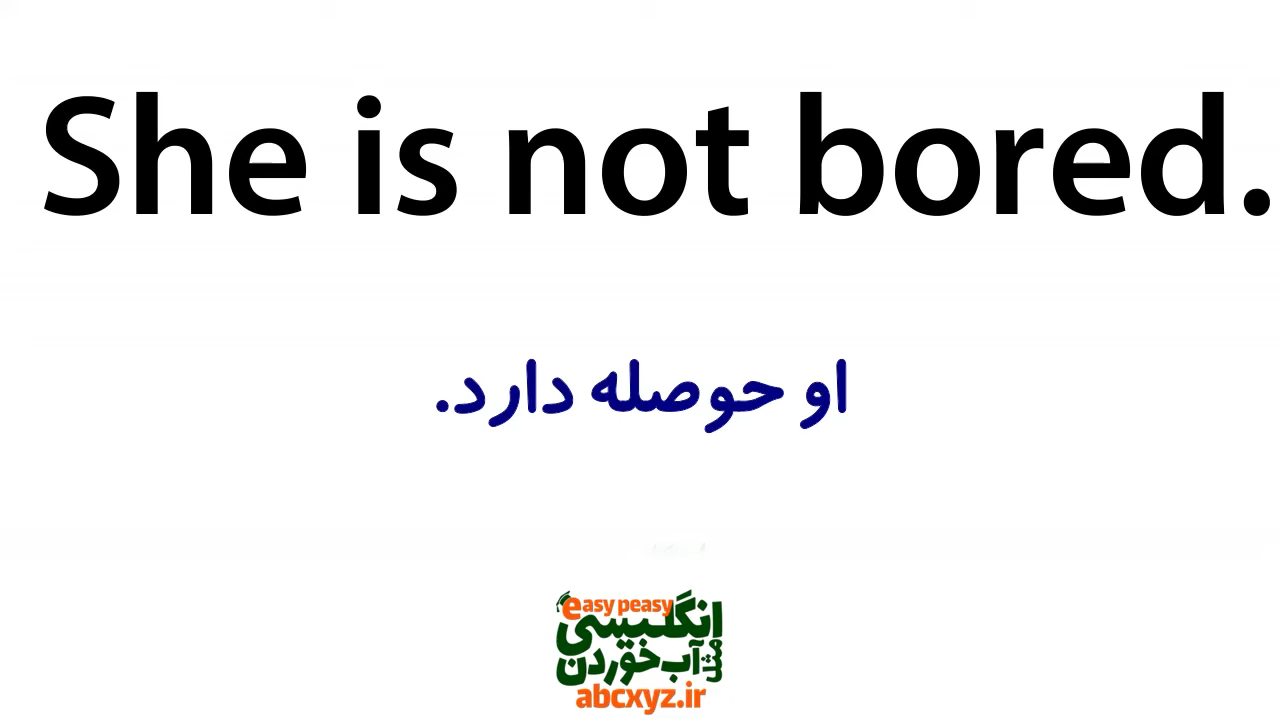 She is not bored.
او حوصله دارد.
easy peasy
انگلیسی
مثل آب خوردن
abcxyz.ir